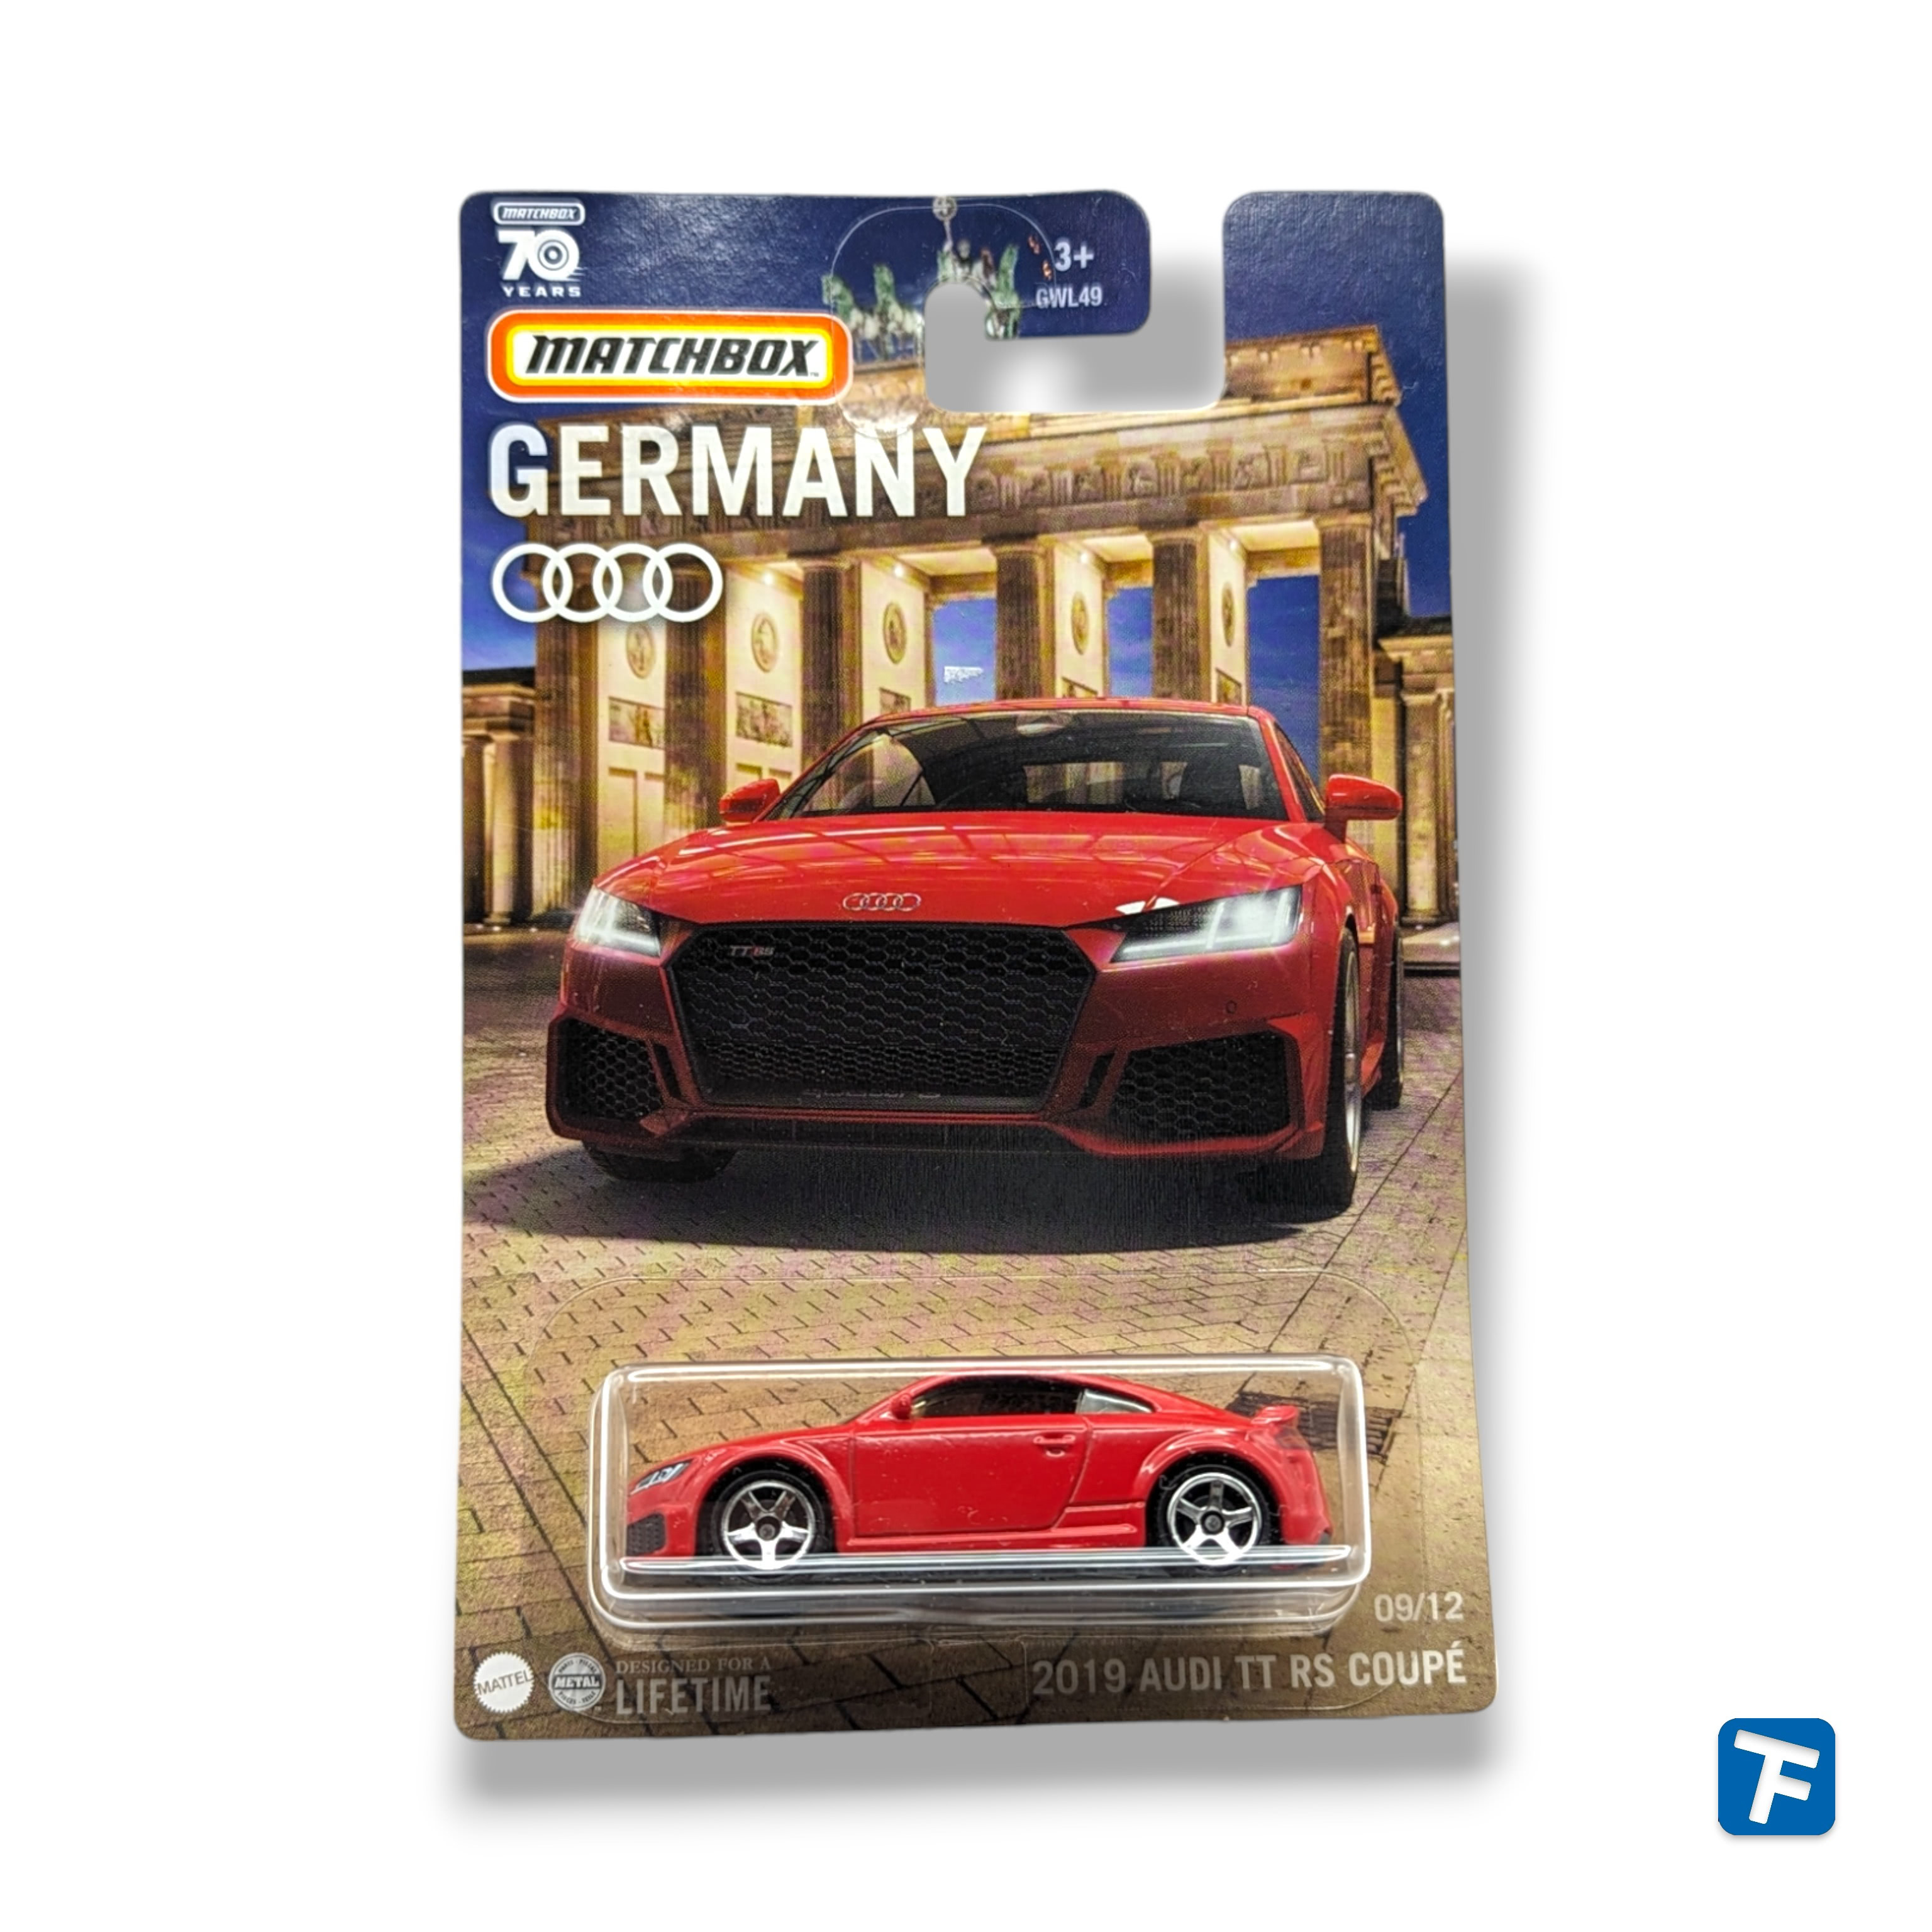 MATCHBOX
70
YEARS
3+
GWL49
MATCHBOX
GERMANY
TT RS
09/12
2019 AUDI TT RS COUPÉ
MATTEL
METAL
DESIGNED FOR A
LIFETIME
TF